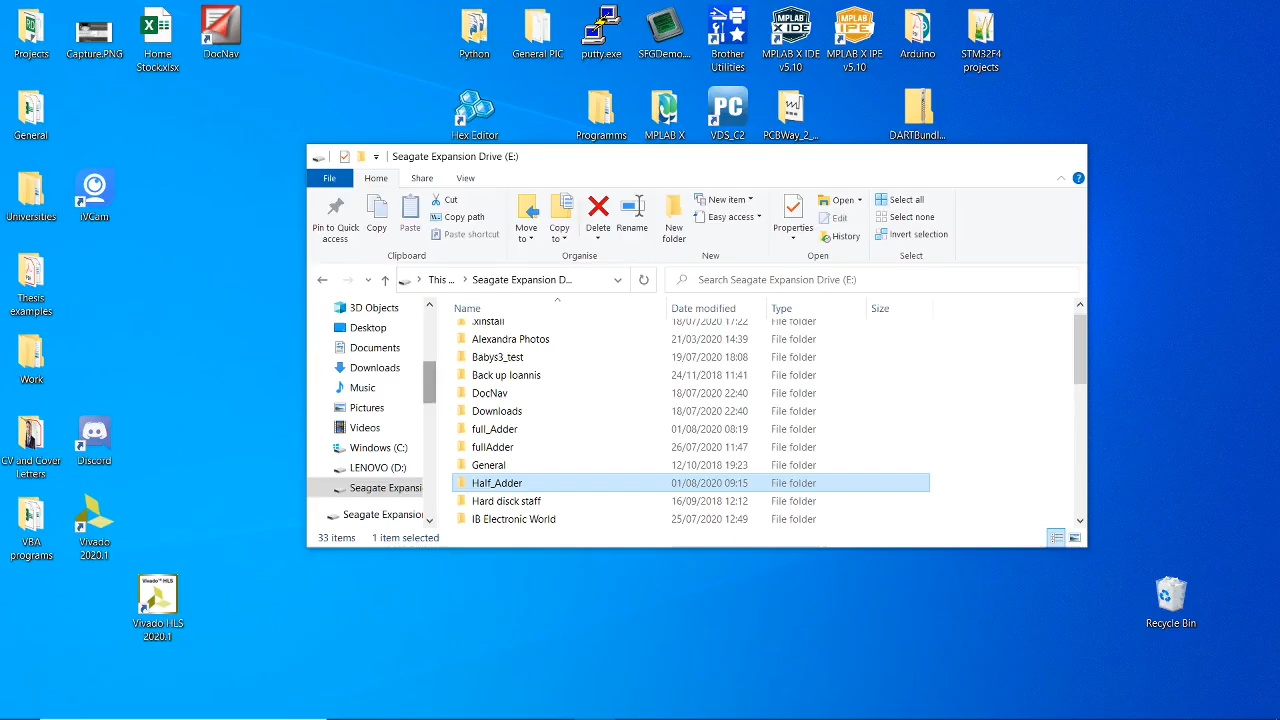 Projects
Capture.PNG
Home
Stock.xlsx
DocNav
Python
General PIC
putty.exe
SFGDemo....
Brother
Utilities
MPLAB X IDE
v5.10
MPLAB X IPE
v5.10
Arduino
STM32F4
projects
General
Hex Editor
Programms
MPLAB X
VDS_C2
PCBWay_2_...
DARTBundl...
Universities
iVCam
Thesis
examples
Work
CV and Cover
Letters
Discord
VBA
programs
Vivado
2020.1
Vivado™ HLS
Vivado HLS
2020.1
Recycle Bin
Seagate Expansion Drive (E:)
File
Home
Share
View
Pin to Quick
access
Copy
Paste
Cut
Copy path
Paste shortcut
Clipboard
Move
to
Copy
to
Delete
Rename
Organise
New
folder
New item
Easy access
New
Properties
Open
Edit
History
Open
Select all
Select none
Invert selection
Select
This ...
Seagate Expansion D...
Search Seagate Expansion Drive (E:)
3D Objects
Desktop
Documents
Downloads
Music
Pictures
Videos
Windows (C:)
LENOVO (D:)
Seagate Expansi
Seagate Expansion
Name Date modified Type Size
.xinstall 18/07/2020 17:22 File folder
Alexandra Photos 21/03/2020 14:39 File folder
Babys3_test 19/07/2020 18:08 File folder
Back up Ioannis 24/11/2018 11:41 File folder
DocNav 18/07/2020 22:40 File folder
Downloads 18/07/2020 22:40 File folder
full_Adder 01/08/2020 08:19 File folder
fullAdder 26/07/2020 11:47 File folder
General 12/10/2018 19:23 File folder
Half_Adder 01/08/2020 09:15 File folder
Hard disck staff 16/09/2018 12:12 File folder
IB Electronic World 25/07/2020 12:49 File folder
33 items 1 item selected